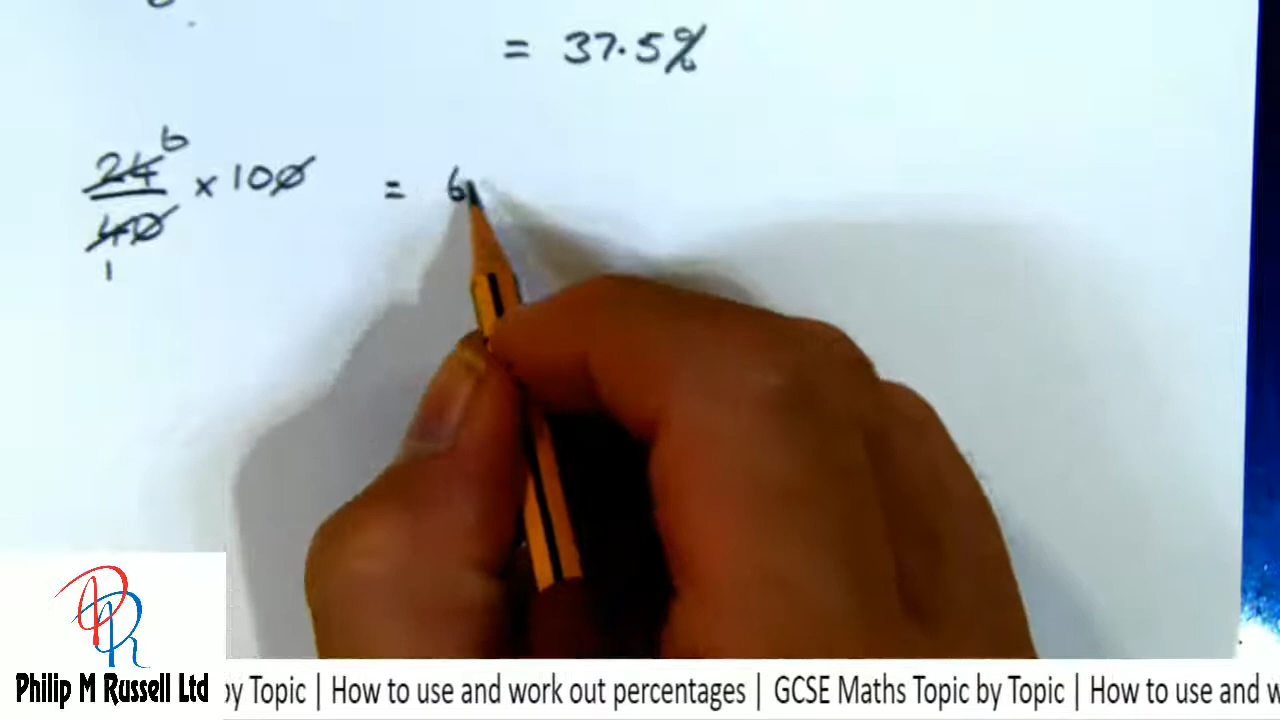 = 37.5%
24 6
— × 100 = 6
40
1
Philip M Russell Ltd
by Topic | How to use and work out percentages | GCSE Maths Topic by Topic | How to use and w